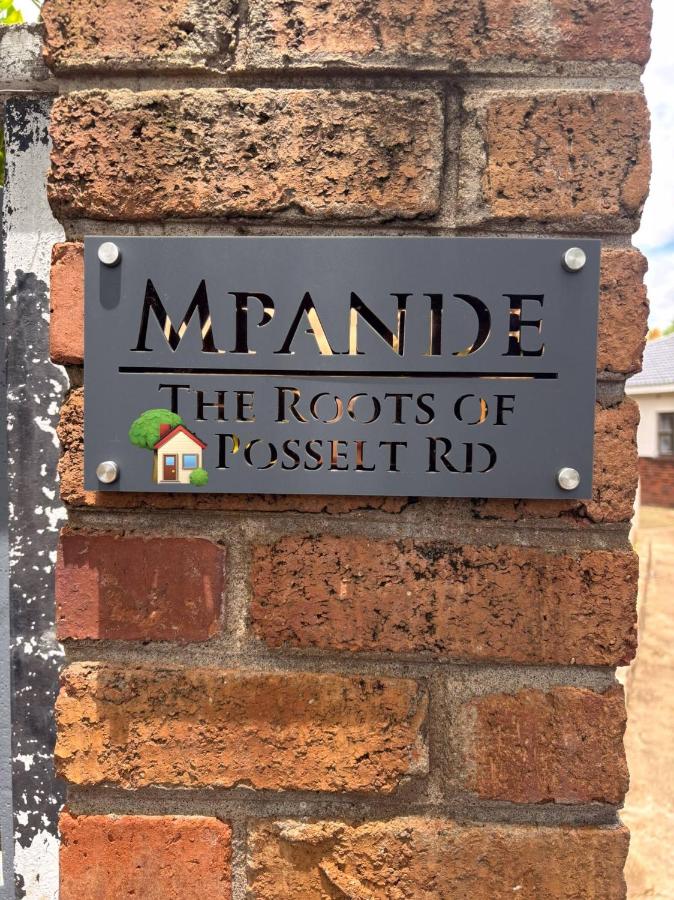 MPANDE
THE ROOTS OF
POSSELT RD